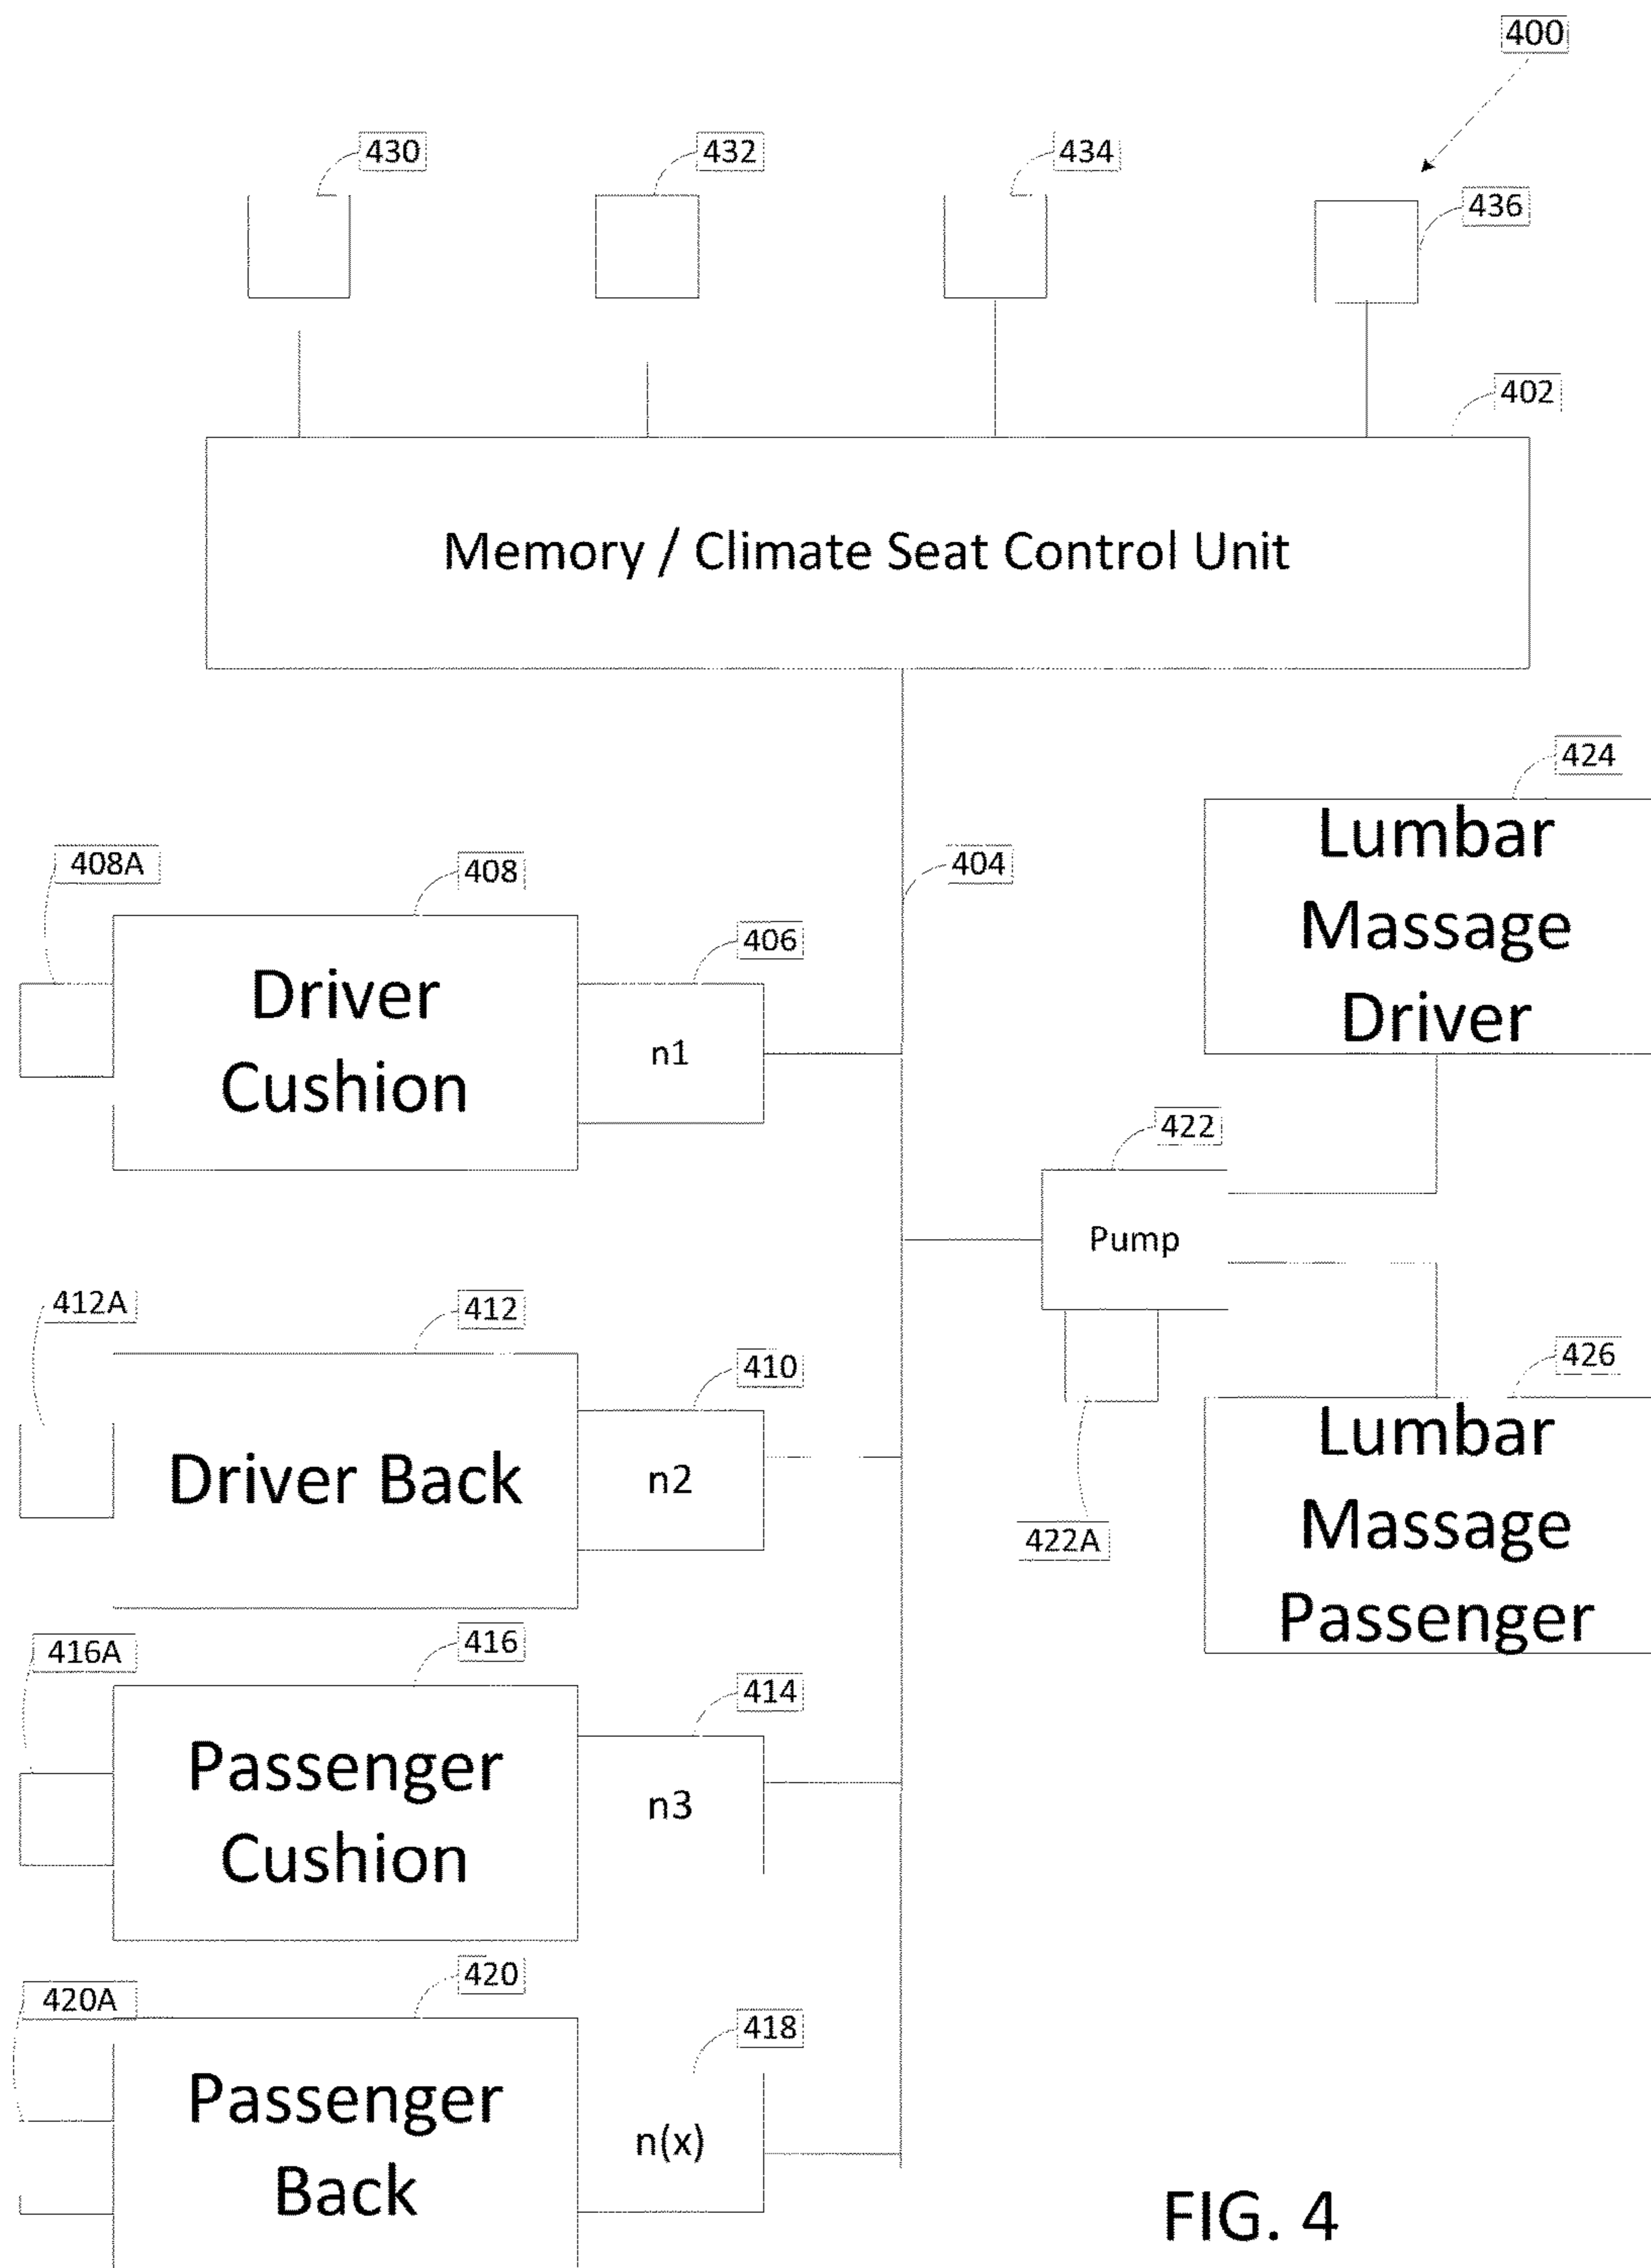 400
430
432
434
436
402
Memory / Climate Seat Control Unit
424
Lumbar
Massage
Driver
404
408A
408
406
Driver
Cushion
n1
422
Pump
412A
412
410
426
Driver Back
n2
422A
Lumbar
Massage
Passenger
416A
416
414
Passenger
Cushion
n3
420A
420
418
Passenger
Back
n(x)
FIG. 4